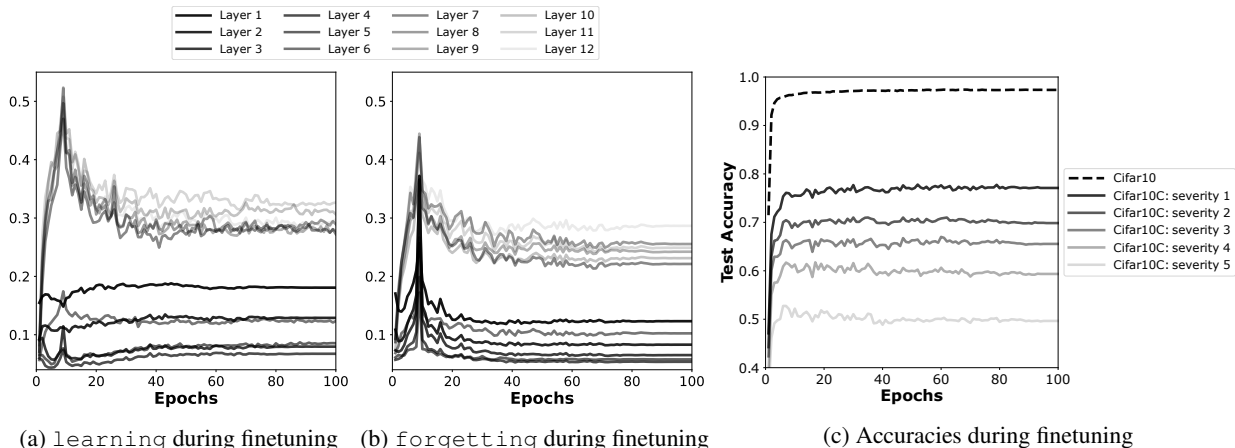 Layer 1 Layer 4 Layer 7 Layer 10
Layer 2 Layer 5 Layer 8 Layer 11
Layer 3 Layer 6 Layer 9 Layer 12
0.5
0.4
0.3
0.2
0.1
0 20 40 60 80 100
Epochs
(a) learning during finetuning
0.5
0.4
0.3
0.2
0.1
0 20 40 60 80 100
Epochs
(b) forgetting during finetuning
Test Accuracy
1.0
0.9
0.8
0.7
0.6
0.5
0.4
0 20 40 60 80 100
Epochs
Cifar10
Cifar10C: severity 1
Cifar10C: severity 2
Cifar10C: severity 3
Cifar10C: severity 4
Cifar10C: severity 5
(c) Accuracies during finetuning